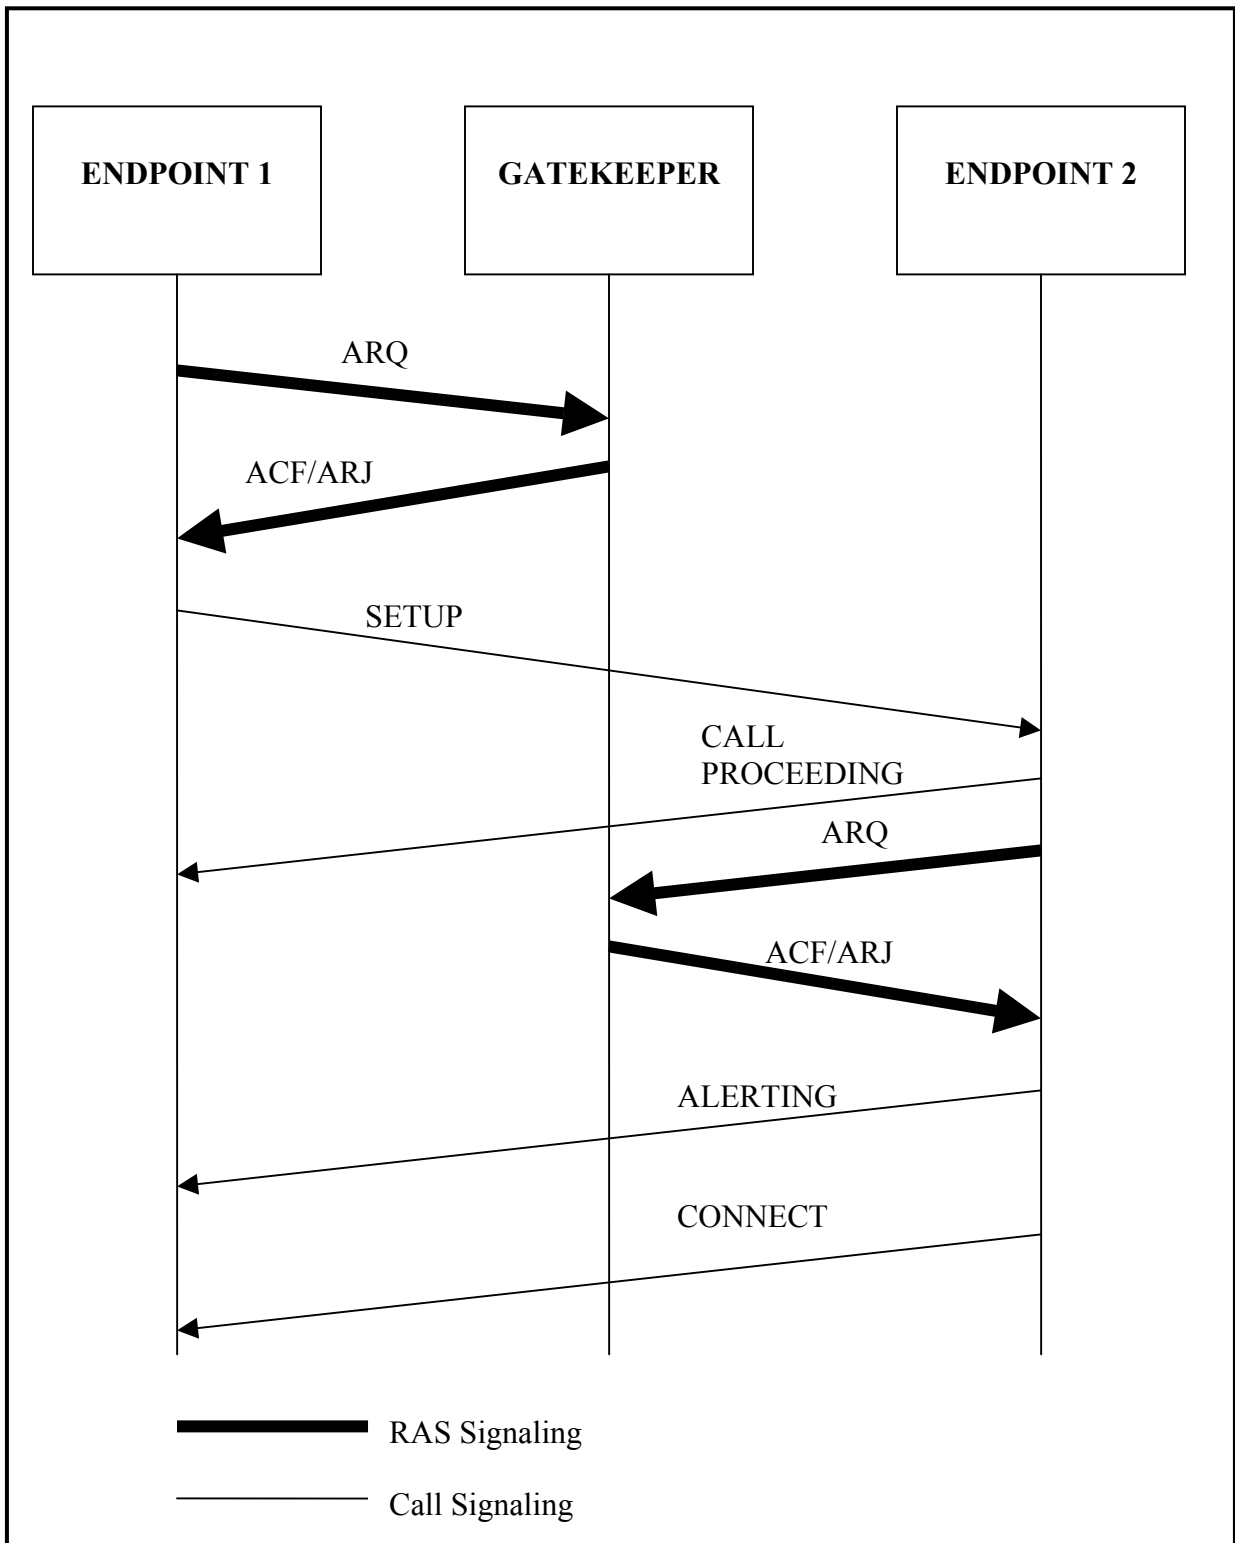 ENDPOINT 1
GATEKEEPER
ENDPOINT 2
ARQ
ACF/ARJ
SETUP
CALL
PROCEEDING
ARQ
ACF/ARJ
ALERTING
CONNECT
RAS Signaling
Call Signaling